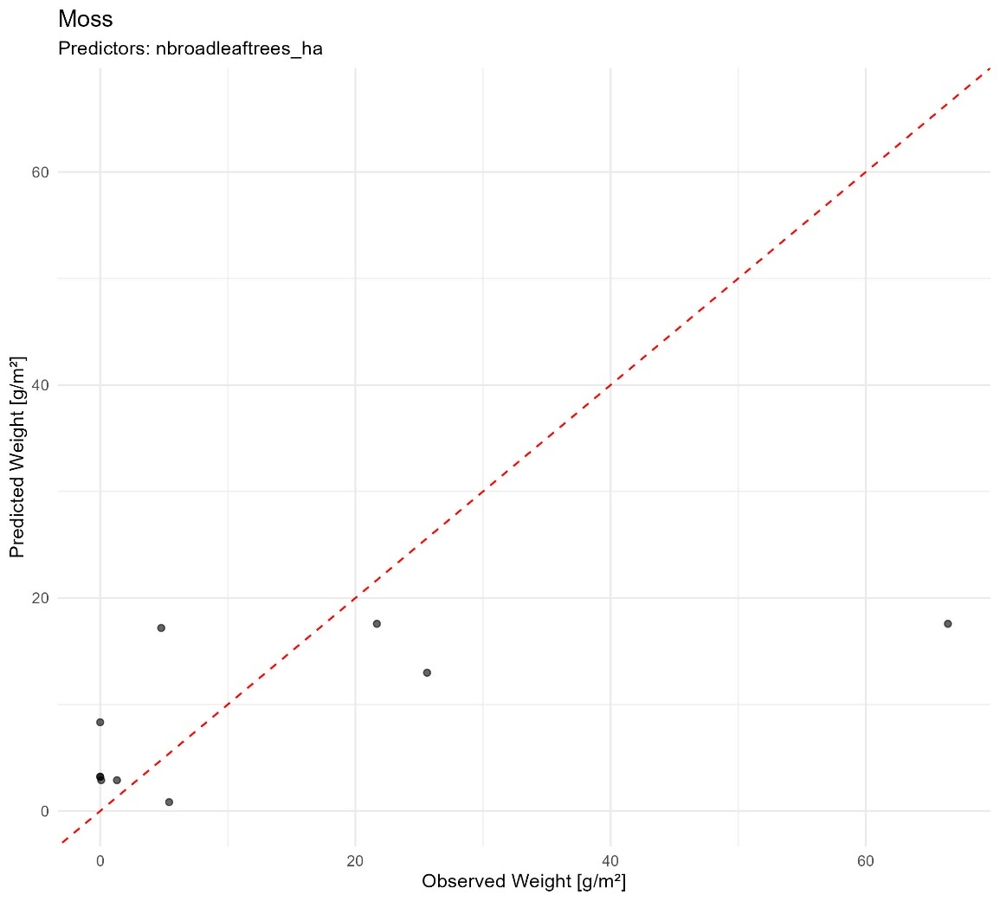 Moss
Predictors: nbroadleaftrees_ha
Predicted Weight [g/m²]
60
40
20
0
0 20 40 60
Observed Weight [g/m²]